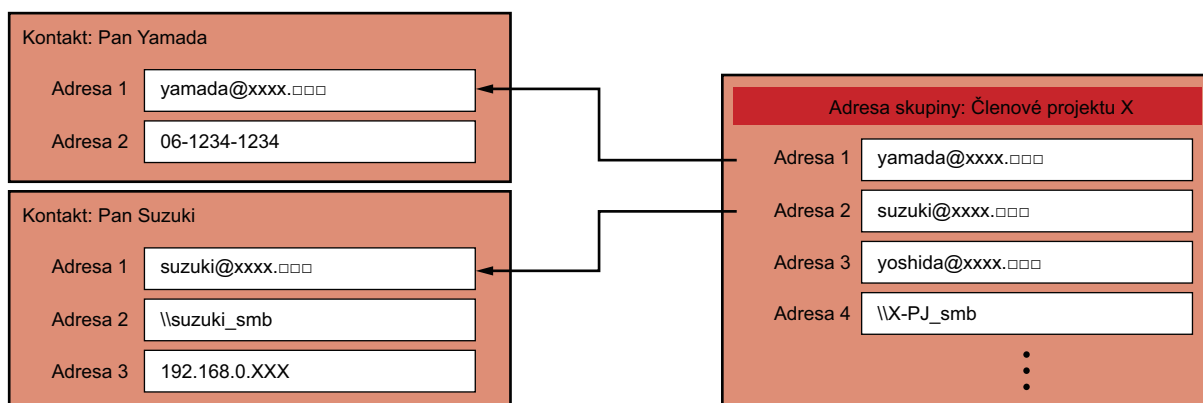 Kontakt: Pan Yamada
Adresa 1 yamada@xxxx.□□□
Adresa 2 06-1234-1234
Kontakt: Pan Suzuki
Adresa 1 suzuki@xxxx.□□□
Adresa 2 \\suzuki_smb
Adresa 3 192.168.0.XXX
Adresa skupiny: Členové projektu X
Adresa 1 yamada@xxxx.□□□
Adresa 2 suzuki@xxxx.□□□
Adresa 3 yoshida@xxxx.□□□
Adresa 4 \\X-PJ_smb